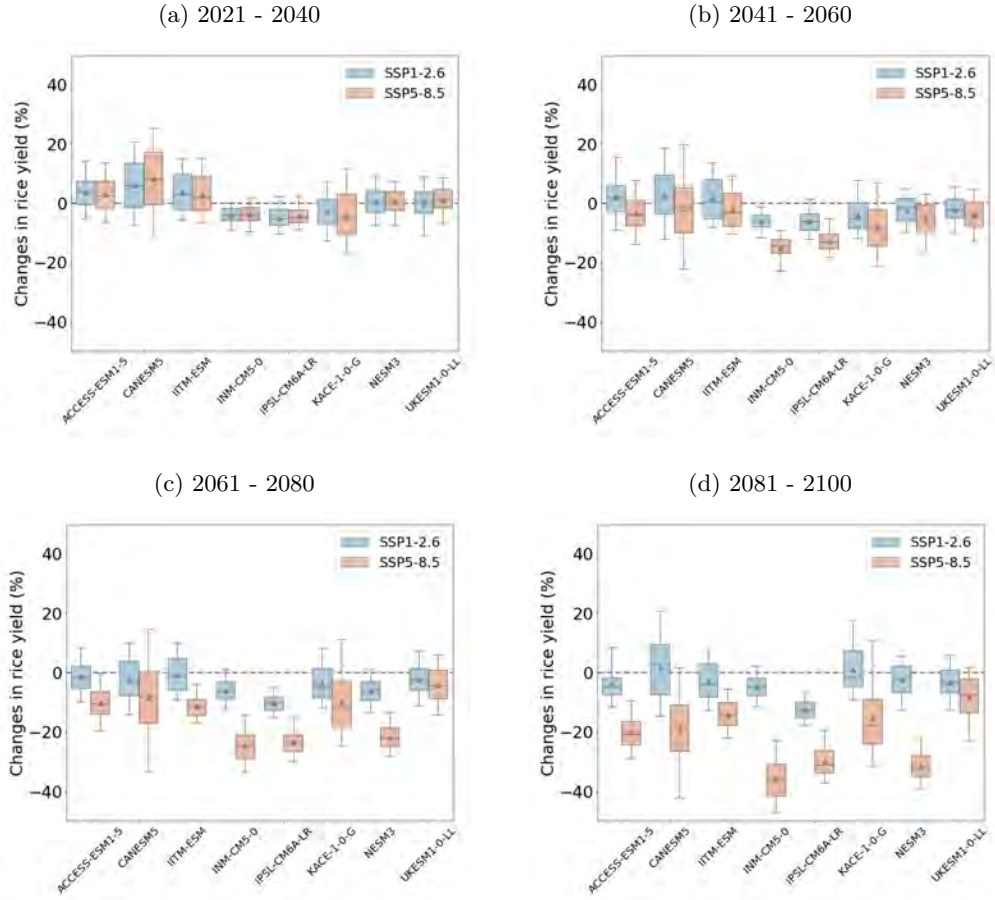 (a) 2021 - 2040
Changes in rice yield (%)
40
20
0
−20
−40
SSP1-2.6
SSP5-8.5
ACCESS-ESM1-5
CANESM5
IITM-ESM
INM-CM5-0
IPSL-CM6A-LR
KACE-1-0-G
NESM3
UKESM1-0-LL
(b) 2041 - 2060
Changes in rice yield (%)
40
20
0
−20
−40
SSP1-2.6
SSP5-8.5
ACCESS-ESM1-5
CANESM5
IITM-ESM
INM-CM5-0
IPSL-CM6A-LR
KACE-1-0-G
NESM3
UKESM1-0-LL
(c) 2061 - 2080
Changes in rice yield (%)
40
20
0
−20
−40
SSP1-2.6
SSP5-8.5
ACCESS-ESM1-5
CANESM5
IITM-ESM
INM-CM5-0
IPSL-CM6A-LR
KACE-1-0-G
NESM3
UKESM1-0-LL
(d) 2081 - 2100
Changes in rice yield (%)
40
20
0
−20
−40
SSP1-2.6
SSP5-8.5
ACCESS-ESM1-5
CANESM5
IITM-ESM
INM-CM5-0
IPSL-CM6A-LR
KACE-1-0-G
NESM3
UKESM1-0-LL